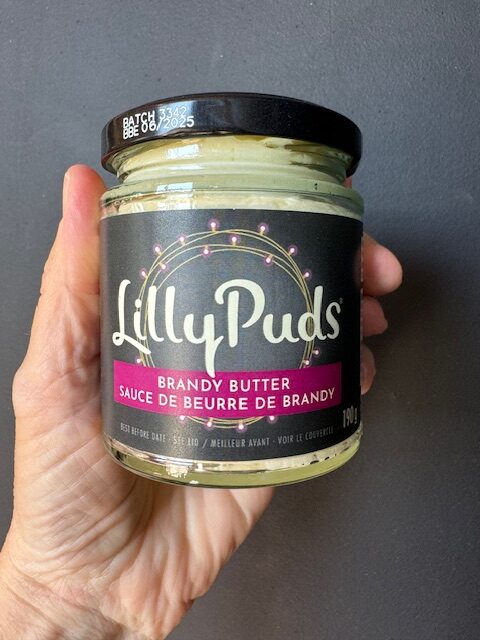 BATCH 3342
BBE 06/2025
LillyPuds®
BRANDY BUTTER
SAUCE DE BEURRE DE BRANDY
190g
BEST BEFORE DATE - SEE LID / MEILLEUR AVANT - VOIR LE COUVERCLE